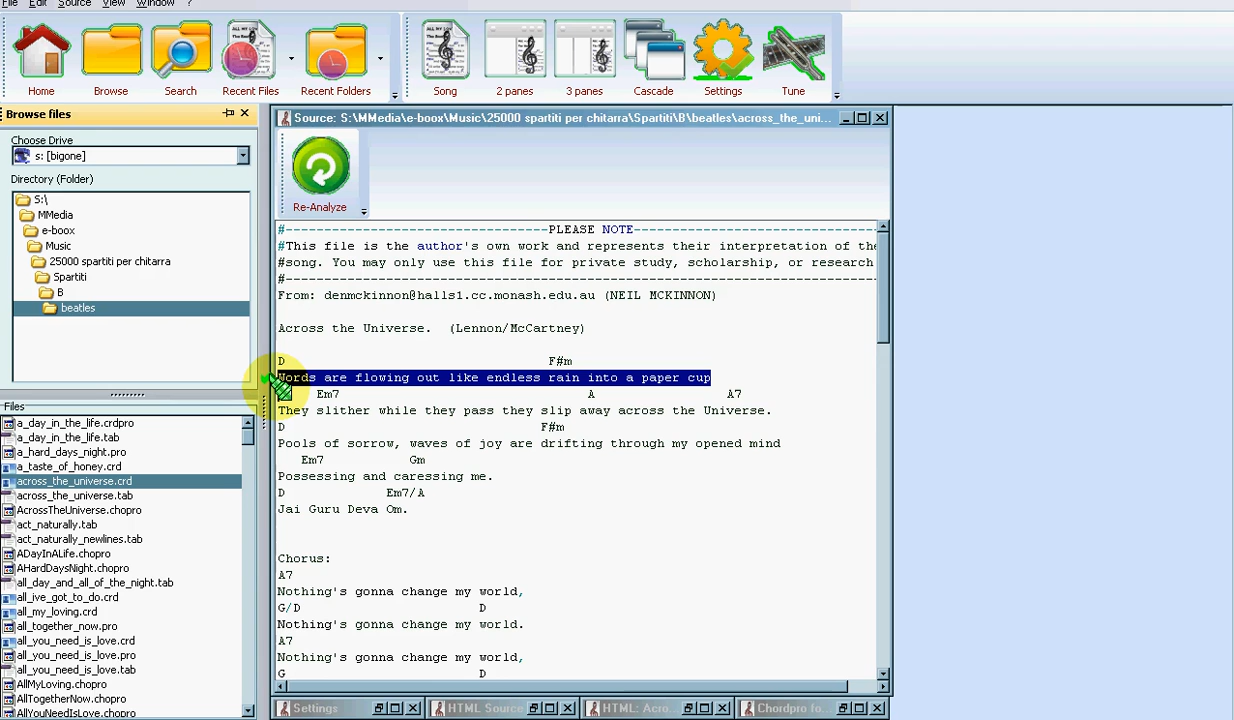 File Edit Source View Window ?
Home Browse Search Recent Files Recent Folders Song 2 panes 3 panes Cascade Settings Tune
Browse files
Choose Drive
s: [bigone]
Directory (Folder)
S:\
MMedia
e-boox
Music
25000 spartiti per chitarra
Spartiti
B
beatles
Files
a_day_in_the_life.crdpro
a_day_in_the_life.tab
a_hard_days_night.pro
a_taste_of_honey.crd
across_the_universe.crd
across_the_universe.tab
AcrossTheUniverse.chopro
act_naturally.tab
act_naturally_newlines.tab
ADayInALife.chopro
AHardDaysNight.chopro
all_day_and_all_of_the_night.tab
all_ive_got_to_do.crd
all_my_loving.crd
all_together_now.pro
all_you_need_is_love.crd
all_you_need_is_love.pro
all_you_need_is_love.tab
AllMyLoving.chopro
AllTogetherNow.chopro
AllYouNeedIsLove.chopro
Source: S:\MMedia\e-boox\Music\25000 spartiti per chitarra\Spartiti\B\beatles\across_the_uni...
Re-Analyze
#-----------------------------------PLEASE NOTE--------------------------------
#This file is the author's own work and represents their interpretation of the
#song. You may only use this file for private study, scholarship, or research
#------------------------------------------------------------------------------
From: denmckinnon@halls1.cc.monash.edu.au (NEIL MCKINNON)
Across the Universe.  (Lennon/McCartney)
D                                  F#m
Words are flowing out like endless rain into a paper cup
Em7                                A                 A7
They slither while they pass they slip away across the Universe.
D                                 F#m
Pools of sorrow, waves of joy are drifting through my opened mind
Em7           Gm
Possessing and caressing me.
D             Em7/A
Jai Guru Deva Om.
Chorus:
A7
Nothing's gonna change my world,
G/D                       D
Nothing's gonna change my world.
A7
Nothing's gonna change my world,
G                         D
Settings HTML Source HTML: Acro... Chordpro fo...